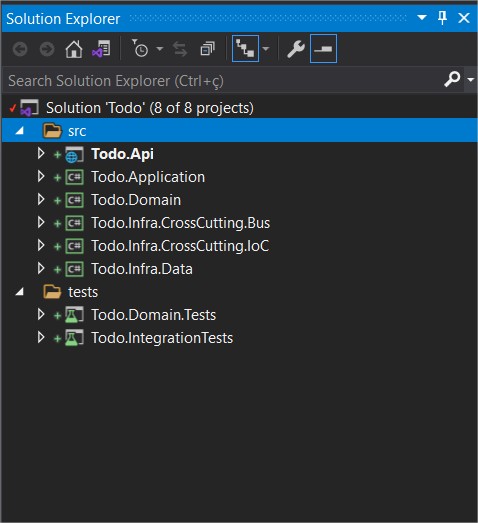 Solution Explorer
Search Solution Explorer (Ctrl+ç)
Solution 'Todo' (8 of 8 projects)
src
Todo.Api
C# Todo.Application
C# Todo.Domain
C# Todo.Infra.CrossCutting.Bus
C# Todo.Infra.CrossCutting.IoC
C# Todo.Infra.Data
tests
Todo.Domain.Tests
Todo.IntegrationTests